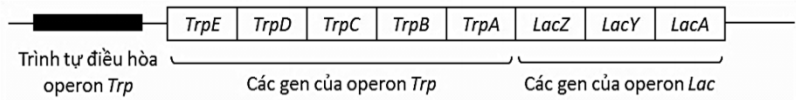 TrpE TrpD TrpC TrpB TrpA LacZ LacY LacA
Trình tự điều hòa
operon Trp
Các gen của operon Trp
Các gen của operon Lac